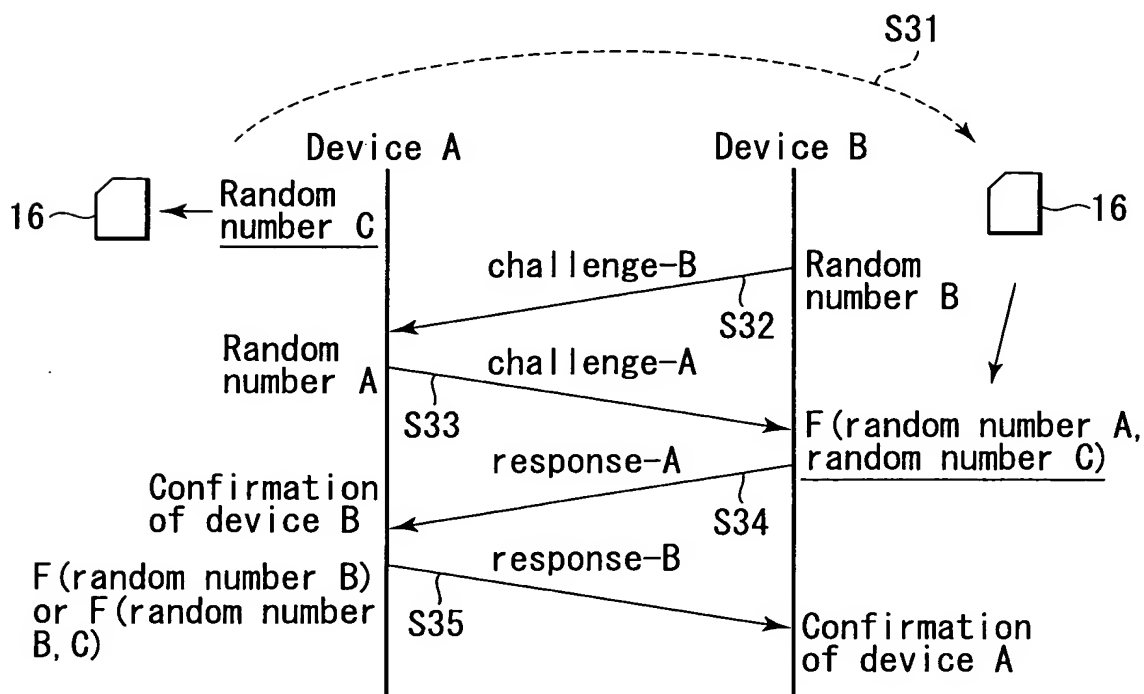 S31
Device A
Device B
16
Random
number C
16
challenge-B
Random
number B
S32
Random
number A
challenge-A
S33
F(random number A,
random number C)
response-A
Confirmation
of device B
S34
response-B
F(random number B)
or F(random number
B,C)
S35
Confirmation
of device A